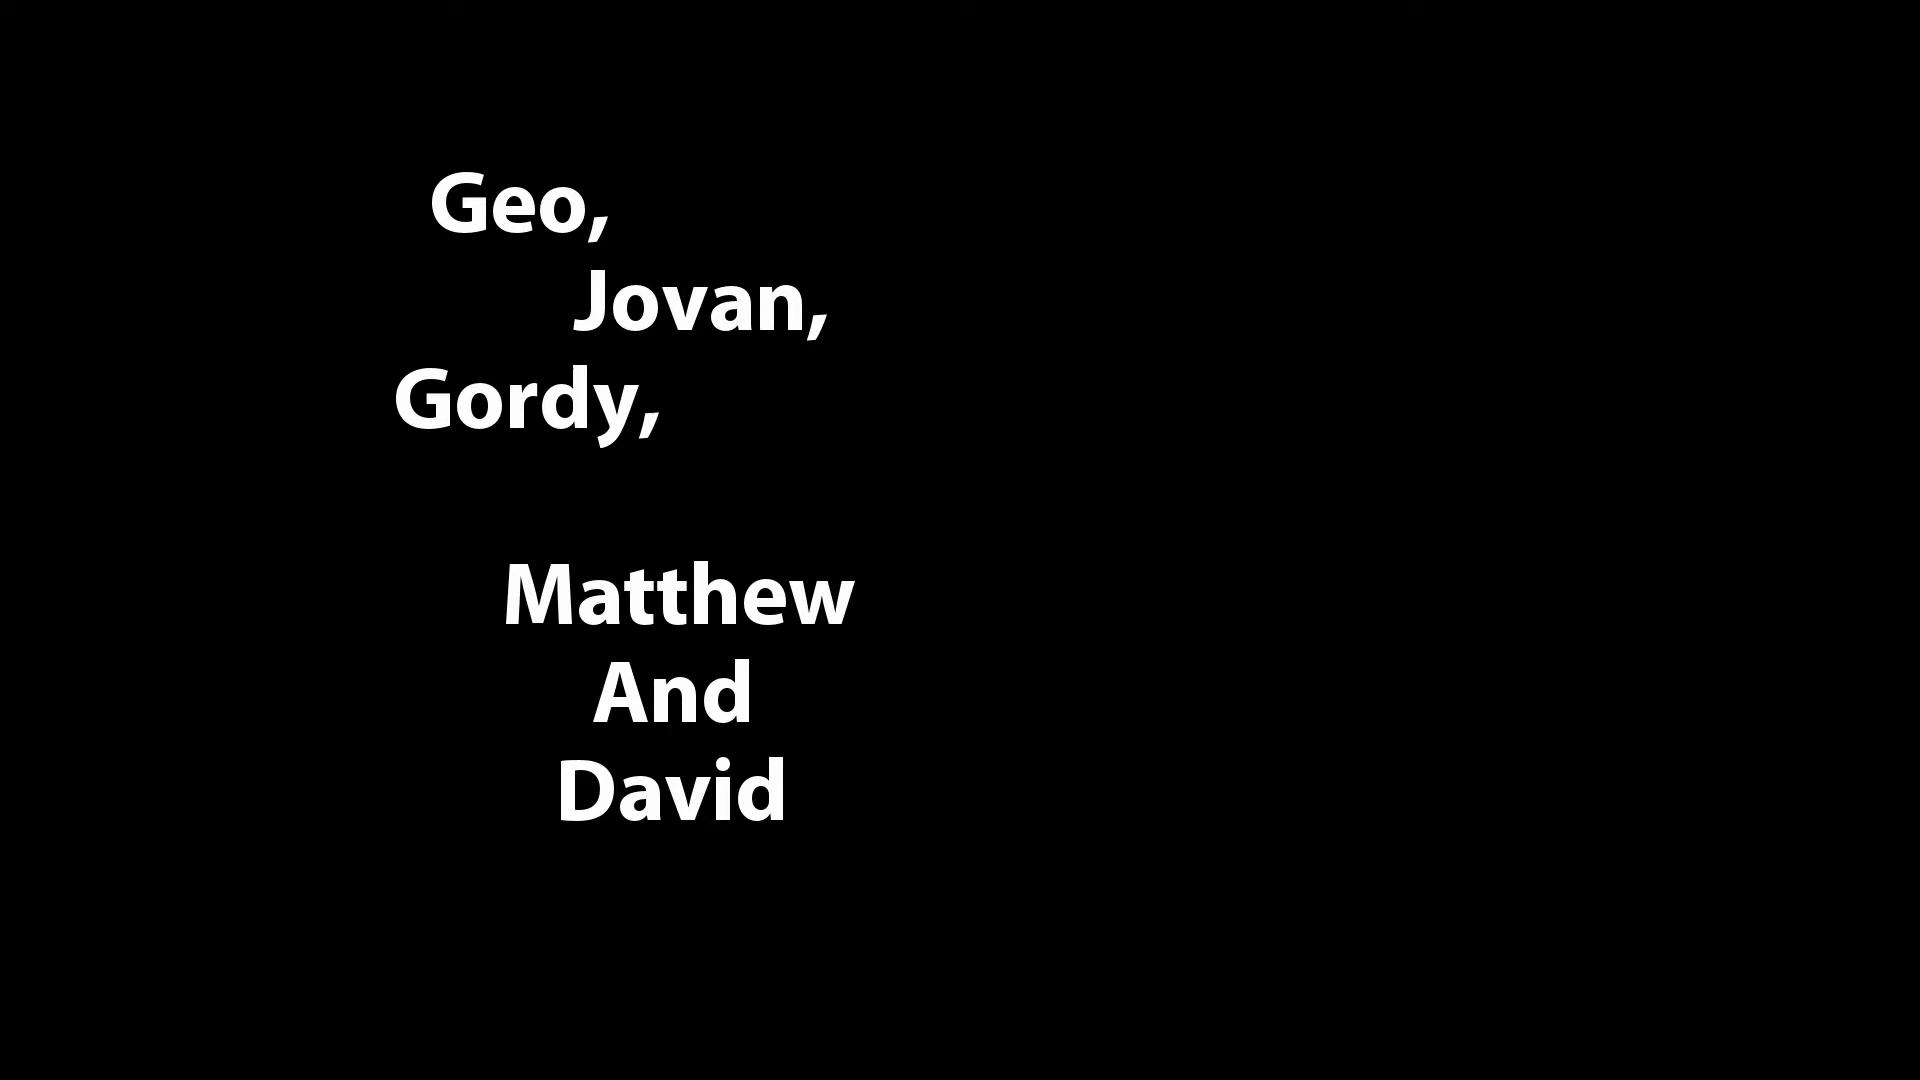 Geo,
Jovan,
Gordy,
Matthew
And
David